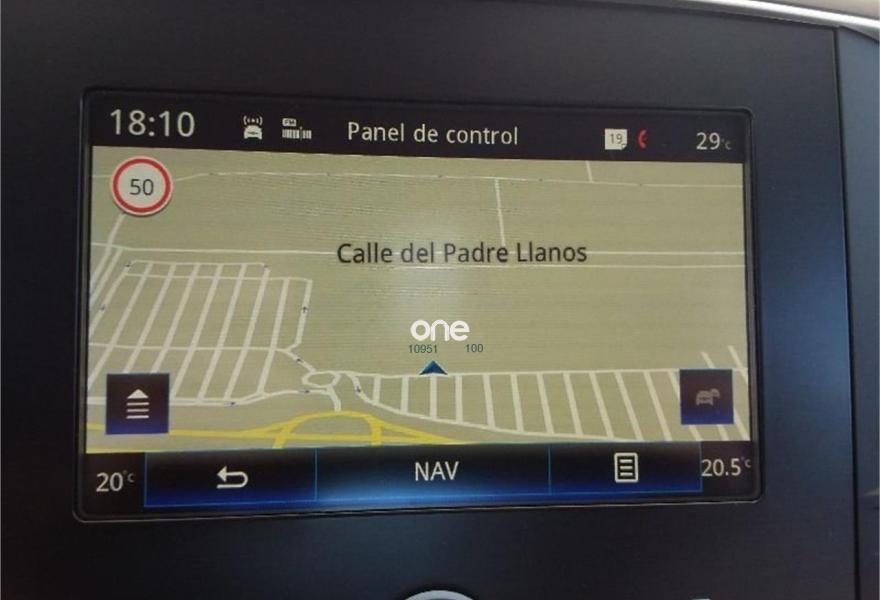 18:10 FM Panel de control 19 29°c
50
Calle del Padre Llanos
one
10951 100
20°c NAV 20.5°c